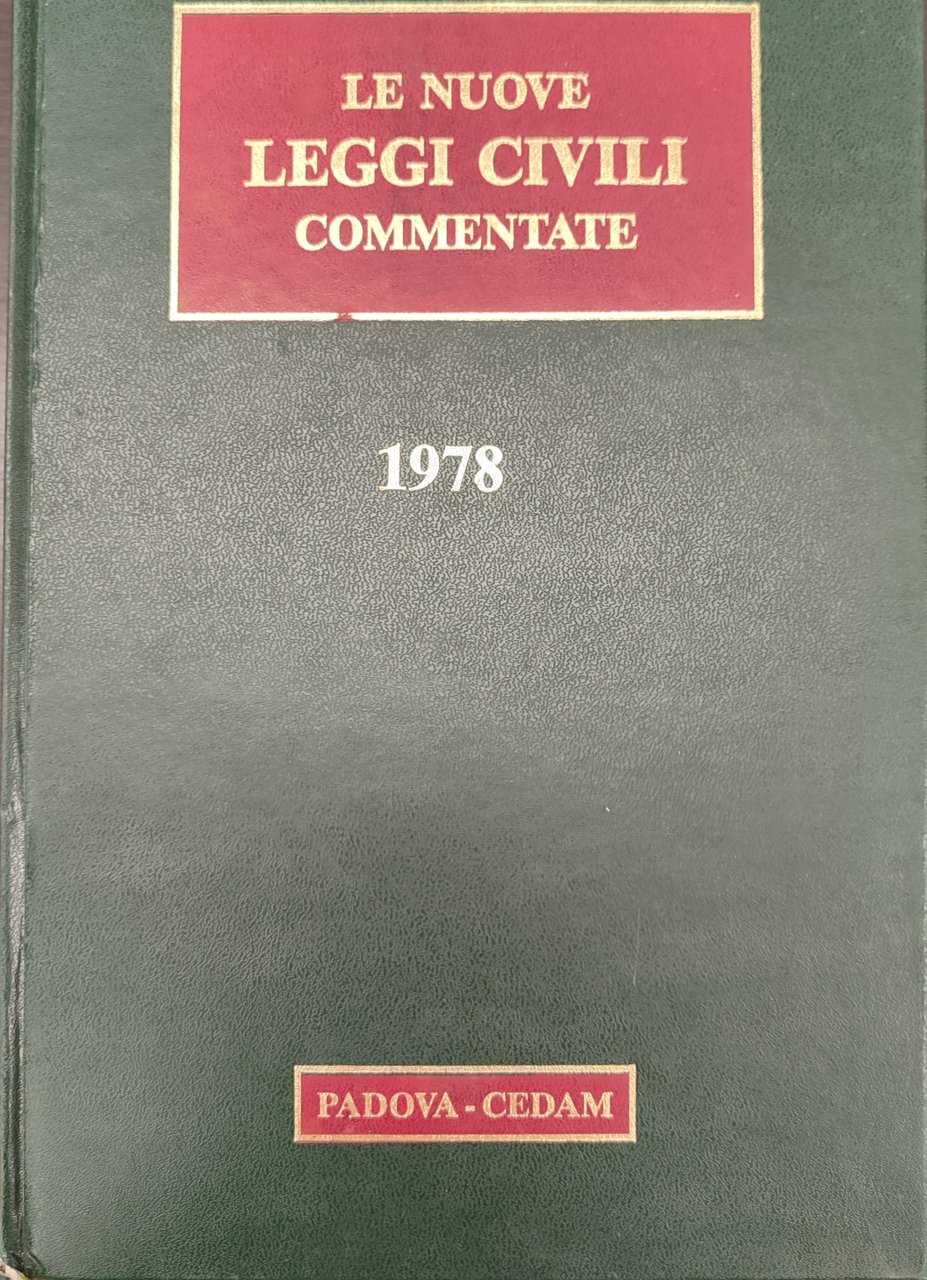 LE NUOVE
LEGGI CIVILI
COMMENTATE
1978
PADOVA - CEDAM